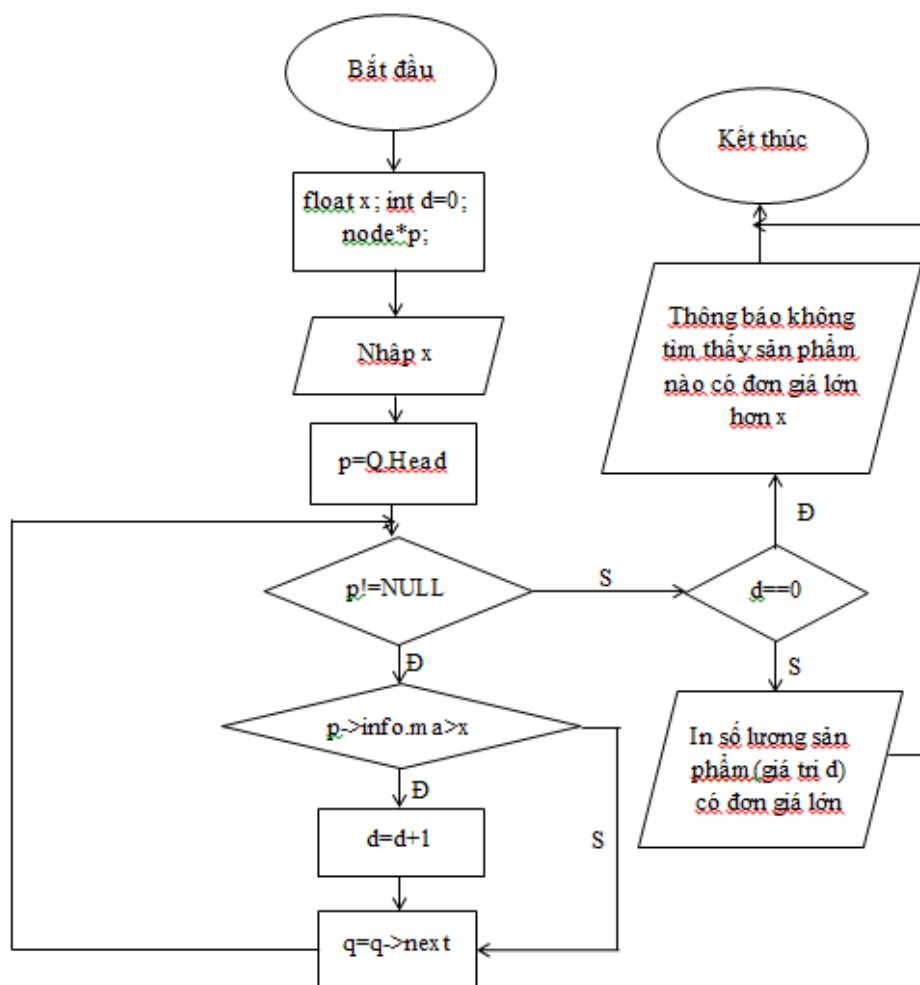 Bắt đầu
float x; int d=0;
node*p;
Nhập x
p=Q.Head
p!=NULL
Đ
S
p->info.ma>x
Đ
S
d=d+1
q=q->next
d==0
Đ
S
Thông báo không
tìm thấy sản phẩm
nào có đơn giá lớn
hơn x
In số lượng sản
phẩm (giá trị d)
có đơn giá lớn
Kết thúc